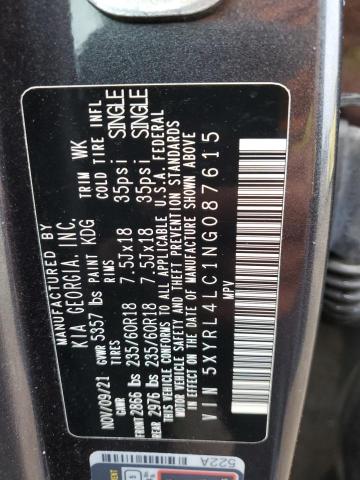 MANUFACTURED BY
KIA GEORGIA, INC.
NOV/09/21 GVWR 5357 lbs PAINT KDG TRIM WK
GWR TIRES RIMS COLD TIRE INFL
FRONT 2866 lbs 235/60R18 7.5Jx18 35psi SINGLE
REAR 2976 lbs 235/60R18 7.5Jx18 35psi SINGLE
THIS VEHICLE CONFORMS TO ALL APPLICABLE U.S.A. FEDERAL
MOTOR VEHICLE SAFETY AND THEFT PREVENTION STANDARDS
IN EFFECT ON THE DATE OF MANUFACTURE SHOWN ABOVE
VIN 5XYRL4LC1NG087615
MPV
522A